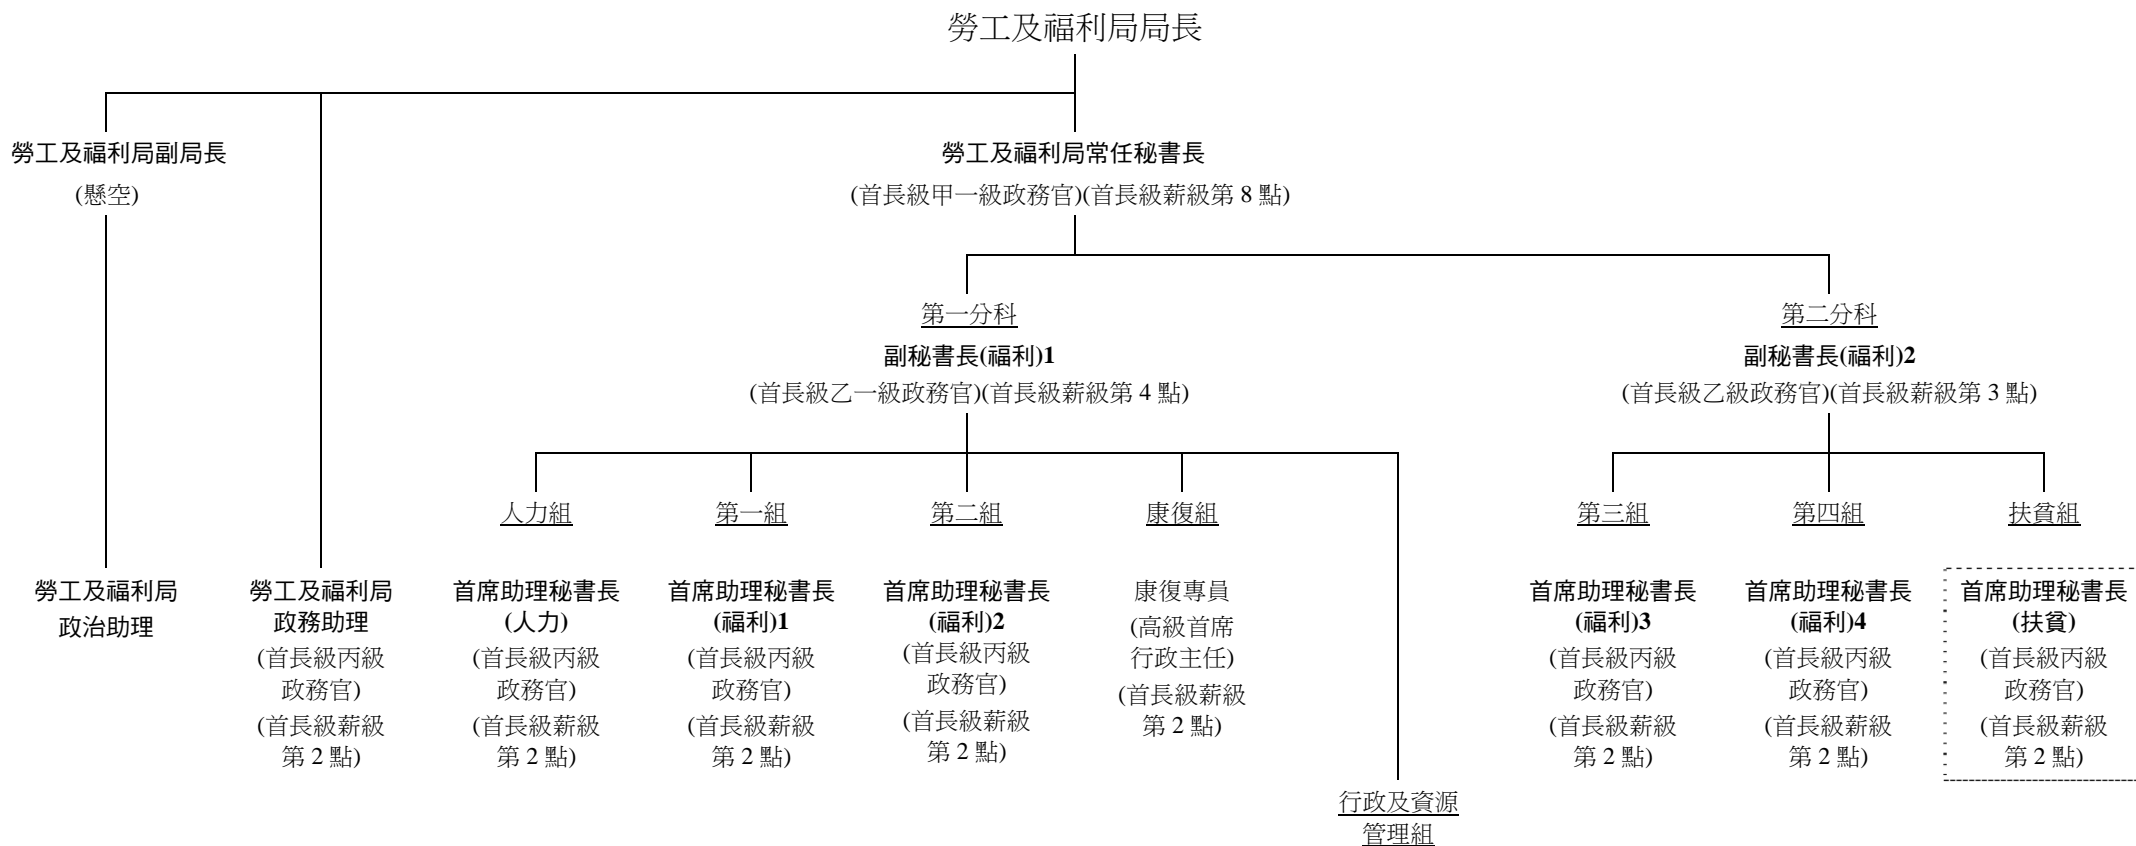 勞工及福利局局長
勞工及福利局副局長
(懸空)
勞工及福利局常任秘書長
(首長級甲一級政務官)(首長級薪級第 8 點)
第一分科
副秘書長(福利)1
(首長級乙一級政務官)(首長級薪級第 4 點)
第二分科
副秘書長(福利)2
(首長級乙級政務官)(首長級薪級第 3 點)
人力組
第一組
第二組
康復組
第三組
第四組
扶貧組
勞工及福利局
政治助理
勞工及福利局
政務助理
(首長級丙級
政務官)
(首長級薪級
第 2 點)
首席助理秘書長
(人力)
(首長級丙級
政務官)
(首長級薪級
第 2 點)
首席助理秘書長
(福利)1
(首長級丙級
政務官)
(首長級薪級
第 2 點)
首席助理秘書長
(福利)2
(首長級丙級
政務官)
(首長級薪級
第 2 點)
康復專員
(高級首席
行政主任)
(首長級薪級
第 2 點)
首席助理秘書長
(福利)3
(首長級丙級
政務官)
(首長級薪級
第 2 點)
首席助理秘書長
(福利)4
(首長級丙級
政務官)
(首長級薪級
第 2 點)
首席助理秘書長
(扶貧)
(首長級丙級
政務官)
(首長級薪級
第 2 點)
行政及資源
管理組